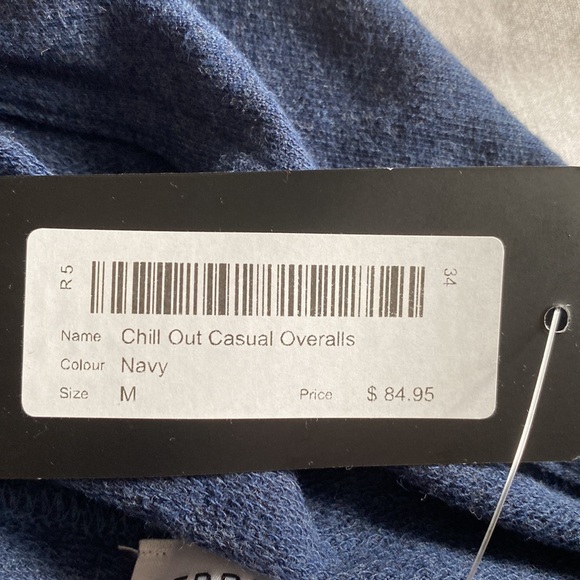 R5
34
Name Chill Out Casual Overalls
Colour Navy
Size M Price $ 84.95